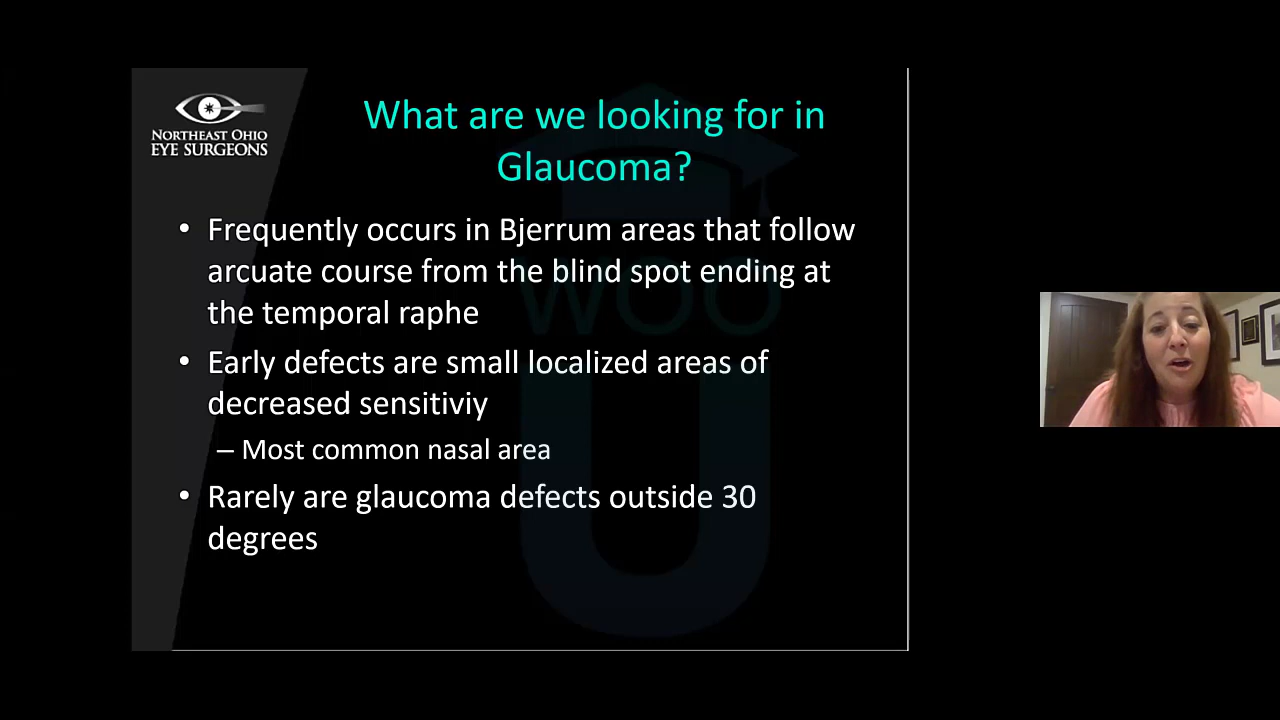 NORTHEAST OHIO
EYE SURGEONS
What are we looking for in
Glaucoma?
• Frequently occurs in Bjerrum areas that follow
arcuate course from the blind spot ending at
the temporal raphe
• Early defects are small localized areas of
decreased sensitiviy
– Most common nasal area
• Rarely are glaucoma defects outside 30
degrees
WOO
U